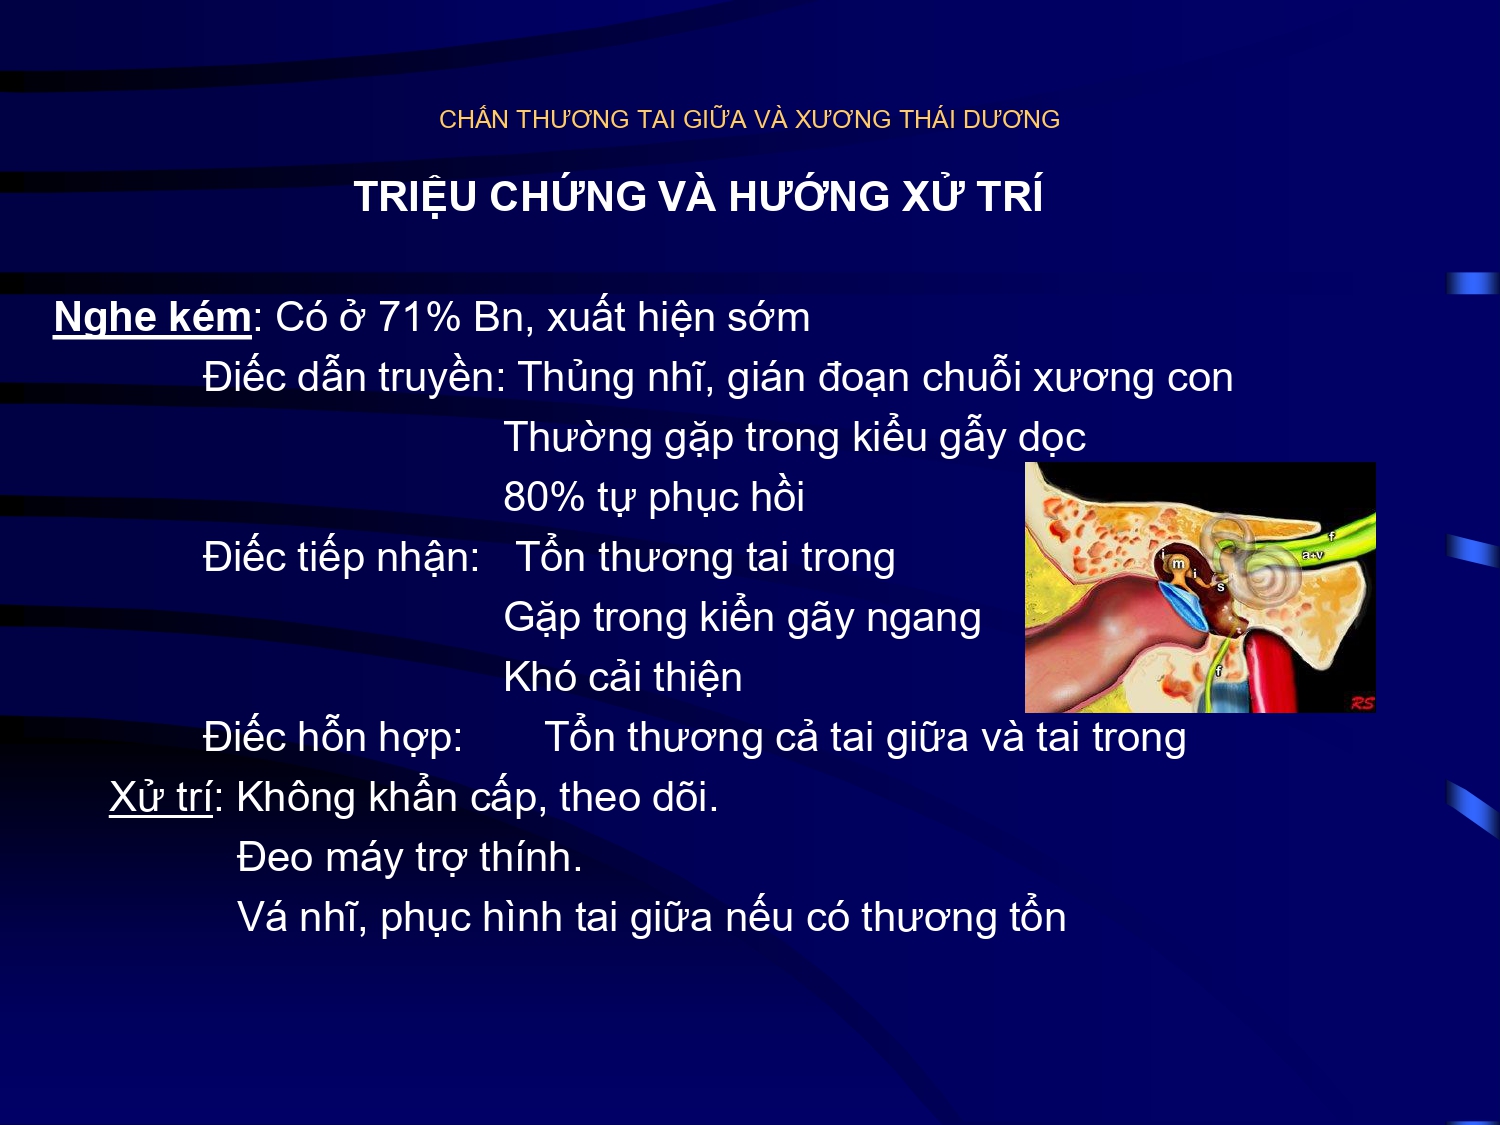 CHẤN THƯƠNG TAI GIỮA VÀ XƯƠNG THÁI DƯƠNG
TRIỆU CHỨNG VÀ HƯỚNG XỬ TRÍ
Nghe kém: Có ở 71% Bn, xuất hiện sớm
Điếc dẫn truyền: Thủng nhĩ, gián đoạn chuỗi xương con
Thường gặp trong kiểu gẫy dọc
80% tự phục hồi
Điếc tiếp nhận: Tổn thương tai trong
Gặp trong kiển gãy ngang
Khó cải thiện
Điếc hỗn hợp: Tổn thương cả tai giữa và tai trong
Xử trí: Không khẩn cấp, theo dõi.
Đeo máy trợ thính.
Vá nhĩ, phục hình tai giữa nếu có thương tổn
f
a+v
i
m
i
s
f
RS